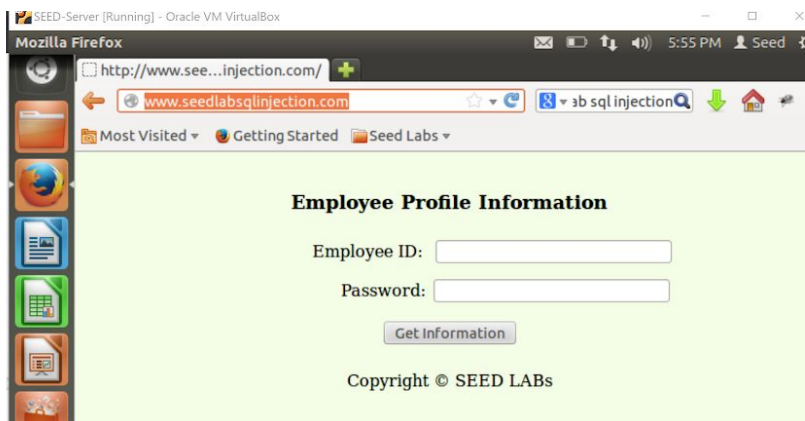 SEED-Server [Running] - Oracle VM VirtualBox
Mozilla Firefox 5:55 PM Seed
http://www.see...injection.com/
www.seedlabsqlinjection.com ab sql injection
Most Visited Getting Started Seed Labs
Employee Profile Information
Employee ID:
Password:
Get Information
Copyright © SEED LABs